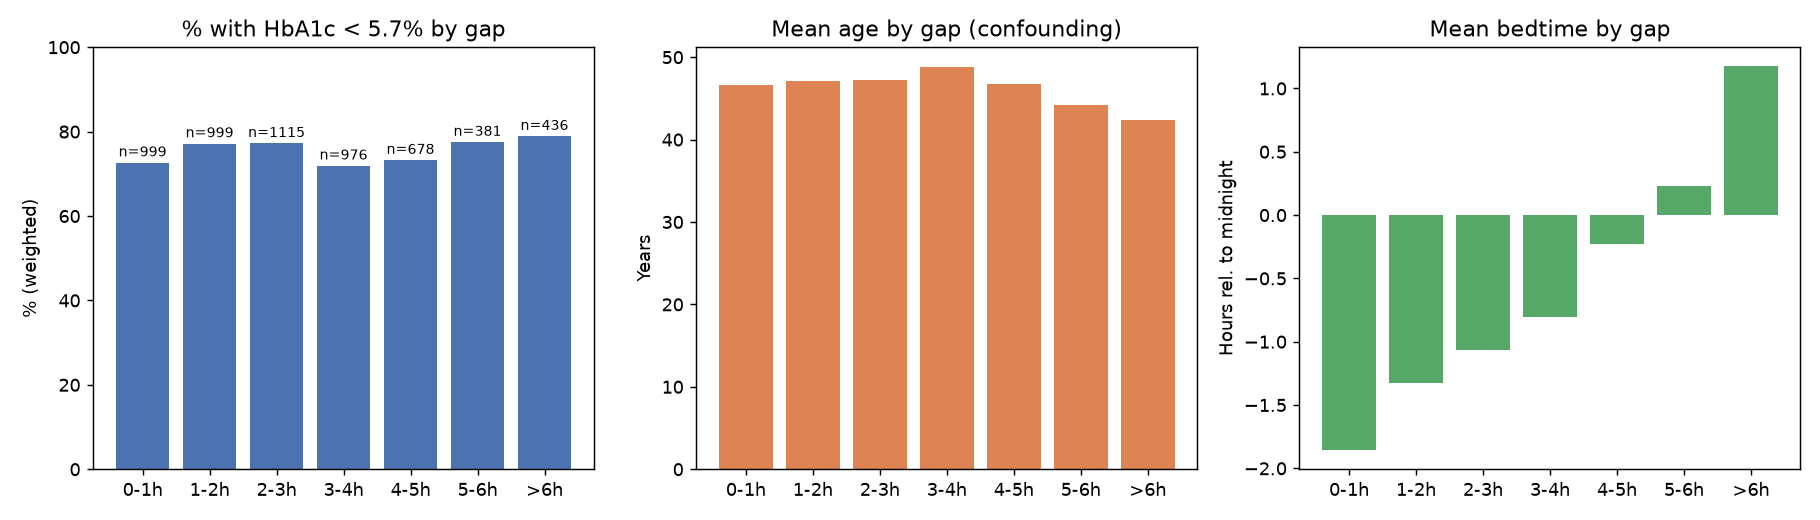 % with HbA1c < 5.7% by gap
% (weighted)
100
80
60
40
20
0
n=999
n=999
n=1115
n=976
n=678
n=381
n=436
0-1h
1-2h
2-3h
3-4h
4-5h
5-6h
>6h
Mean age by gap (confounding)
Years
50
40
30
20
10
0
0-1h
1-2h
2-3h
3-4h
4-5h
5-6h
>6h
Mean bedtime by gap
Hours rel. to midnight
1.0
0.5
0.0
−0.5
−1.0
−1.5
−2.0
0-1h
1-2h
2-3h
3-4h
4-5h
5-6h
>6h